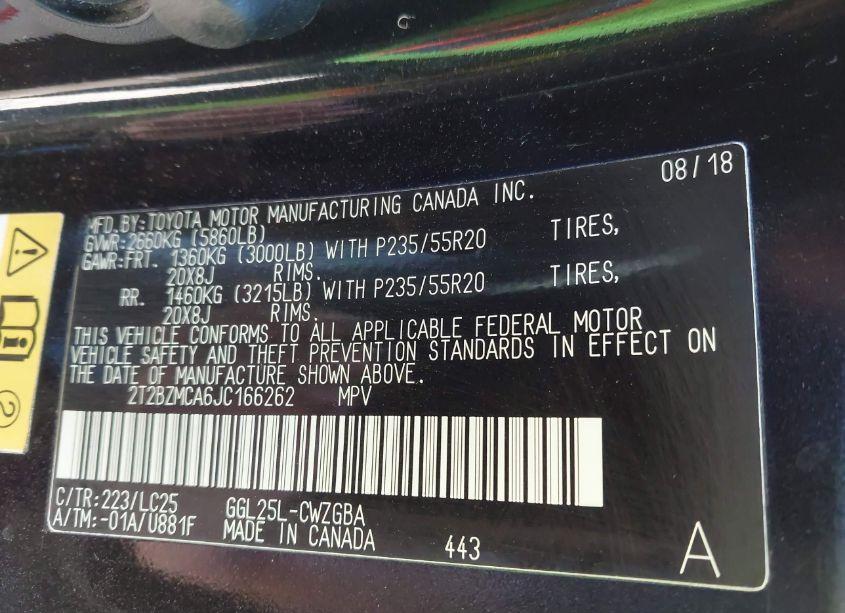 08/18
MFD.BY:TOYOTA MOTOR MANUFACTURING CANADA INC.
GVWR:2660KG (5860LB)
GAWR:FRT. 1360KG (3000LB) WITH P235/55R20 TIRES,
20X8J RIMS.
RR. 1460KG (3215LB) WITH P235/55R20 TIRES,
20X8J RIMS.
THIS VEHICLE CONFORMS TO ALL APPLICABLE FEDERAL MOTOR
VEHICLE SAFETY AND THEFT PREVENTION STANDARDS IN EFFECT ON
THE DATE OF MANUFACTURE SHOWN ABOVE.
2T2BZMCA6JC166262 MPV
C/TR:223/LC25 GGL25L-CWZGBA
A/TM:-01A/U881F MADE IN CANADA 443 A
2